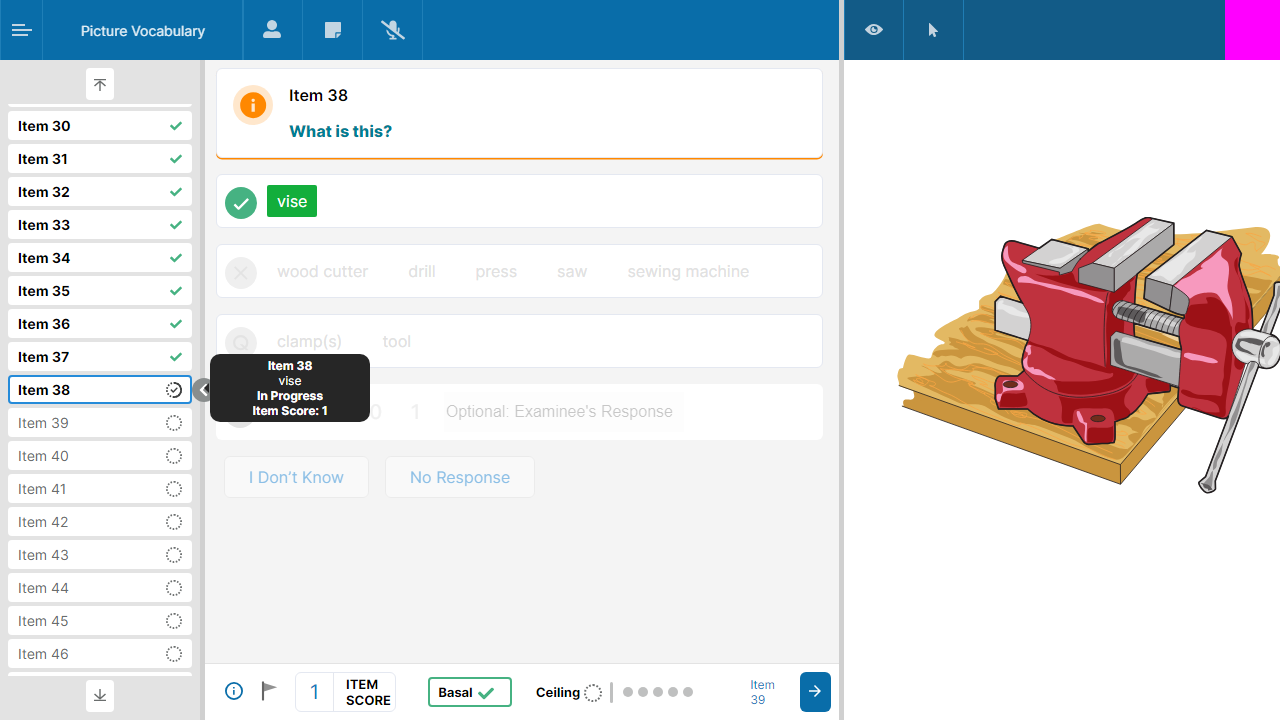 Picture Vocabulary
Item 30
Item 31
Item 32
Item 33
Item 34
Item 35
Item 36
Item 37
Item 38
Item 39
Item 40
Item 41
Item 42
Item 43
Item 44
Item 45
Item 46
Item 38
What is this?
vise
wood cutter drill press saw sewing machine
clamp(s) tool
Item 38
vise
In Progress
Item Score: 1
0 1 Optional: Examinee's Response
I Don't Know No Response
1 ITEM SCORE
Basal
Ceiling
Item 39